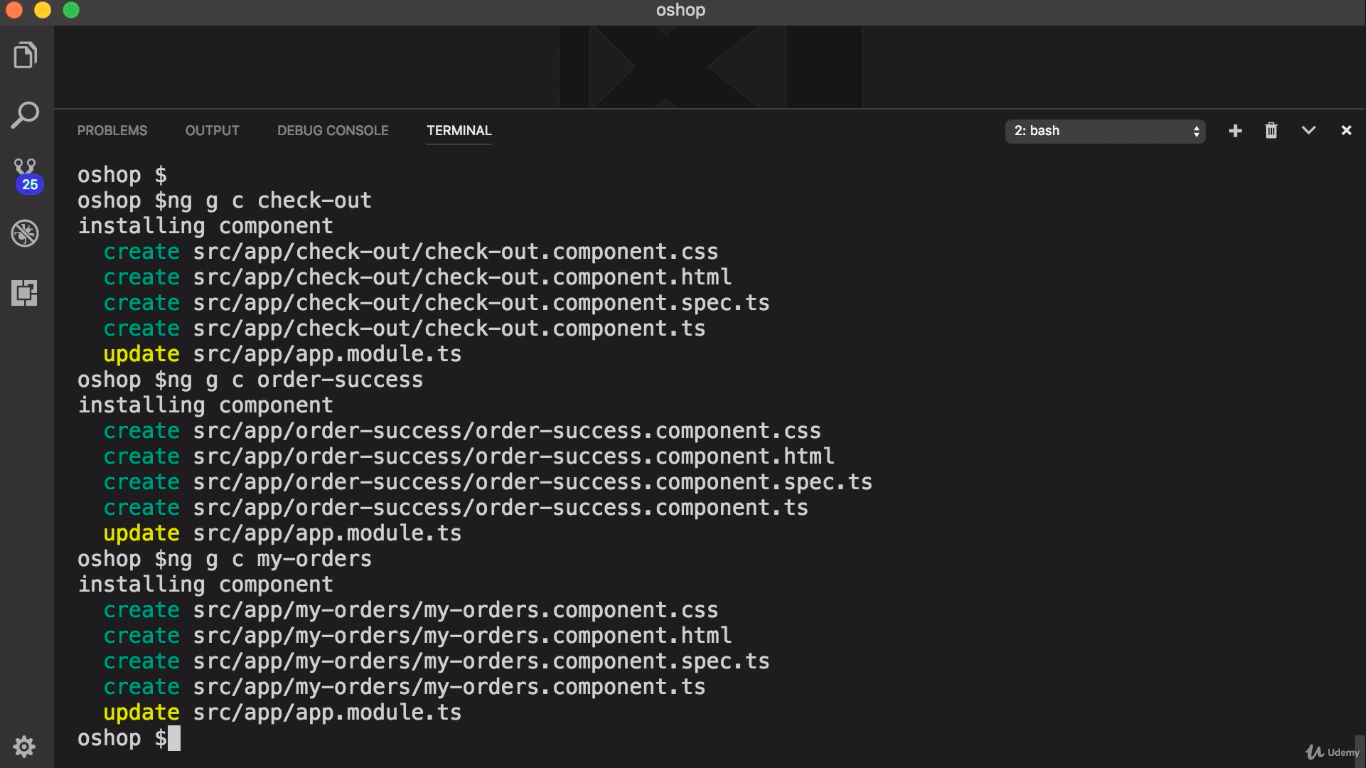 oshop
PROBLEMS OUTPUT DEBUG CONSOLE TERMINAL 2: bash
25
oshop $
oshop $ng g c check-out
installing component
create src/app/check-out/check-out.component.css
create src/app/check-out/check-out.component.html
create src/app/check-out/check-out.component.spec.ts
create src/app/check-out/check-out.component.ts
update src/app/app.module.ts
oshop $ng g c order-success
installing component
create src/app/order-success/order-success.component.css
create src/app/order-success/order-success.component.html
create src/app/order-success/order-success.component.spec.ts
create src/app/order-success/order-success.component.ts
update src/app/app.module.ts
oshop $ng g c my-orders
installing component
create src/app/my-orders/my-orders.component.css
create src/app/my-orders/my-orders.component.html
create src/app/my-orders/my-orders.component.spec.ts
create src/app/my-orders/my-orders.component.ts
update src/app/app.module.ts
oshop $
Udemy